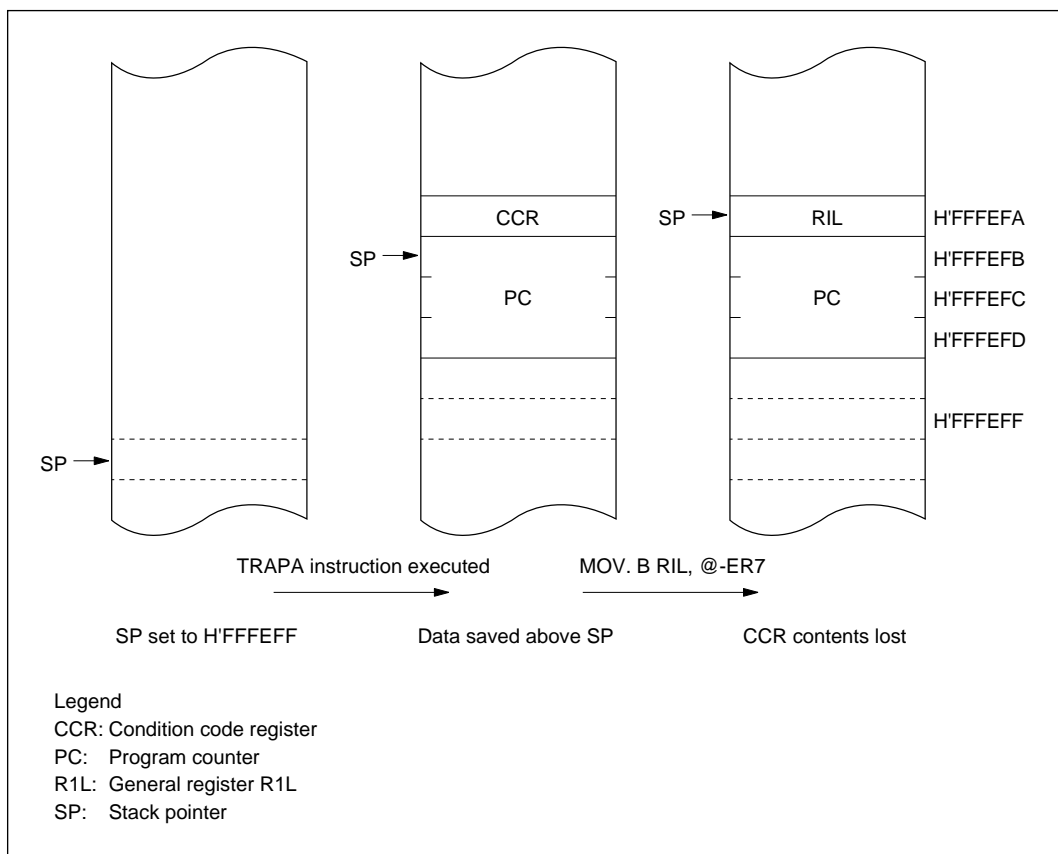 CCR
SP
RIL
H'FFFEFA
SP
H'FFFEFB
PC
PC
H'FFFEFC
H'FFFEFD
H'FFFEFF
SP
TRAPA instruction executed
MOV. B RIL, @-ER7
SP set to H'FFFEFF
Data saved above SP
CCR contents lost
Legend
CCR: Condition code register
PC: Program counter
R1L: General register R1L
SP: Stack pointer